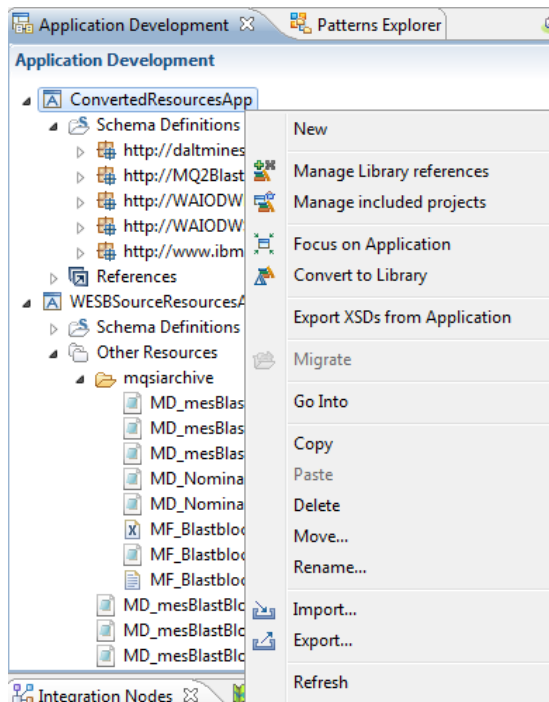 Application Development
Patterns Explorer
Application Development
ConvertedResourcesApp
Schema Definitions
http://daltmines
http://MQ2Blast
http://WAIODW
http://WAIODW
http://www.ibm
References
WESBSourceResourcesA
Schema Definitions
Other Resources
mqsiarchive
MD_mesBlas
MD_mesBlas
MD_mesBlas
MD_Nomina
MD_Nomina
MF_Blastbloc
MF_Blastbloc
MF_Blastbloc
MD_mesBlastBlo
MD_mesBlastBlo
MD_mesBlastBlo
Integration Nodes
New
Manage Library references
Manage included projects
Focus on Application
Convert to Library
Export XSDs from Application
Migrate
Go Into
Copy
Paste
Delete
Move...
Rename...
Import...
Export...
Refresh